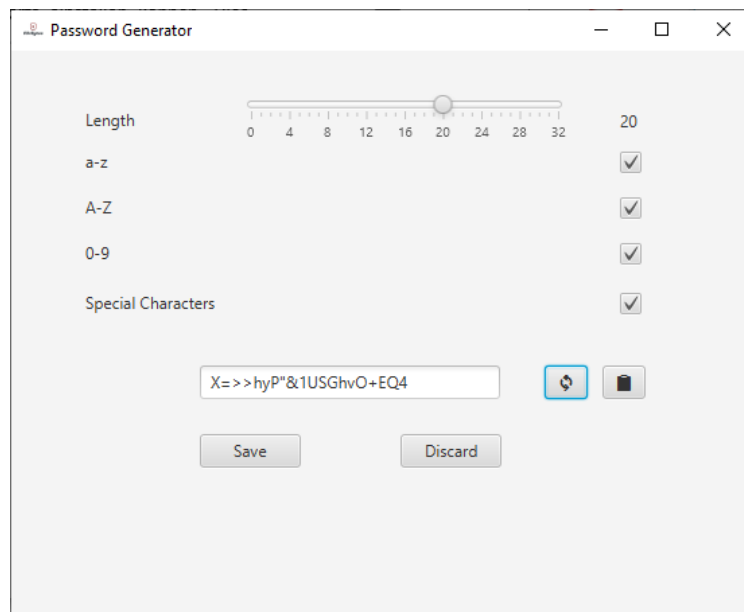 Password Generator
Length
20
0 4 8 12 16 20 24 28 32
a-z
A-Z
0-9
Special Characters
X=>>hyP"&1USGhvO+EQ4
Save Discard